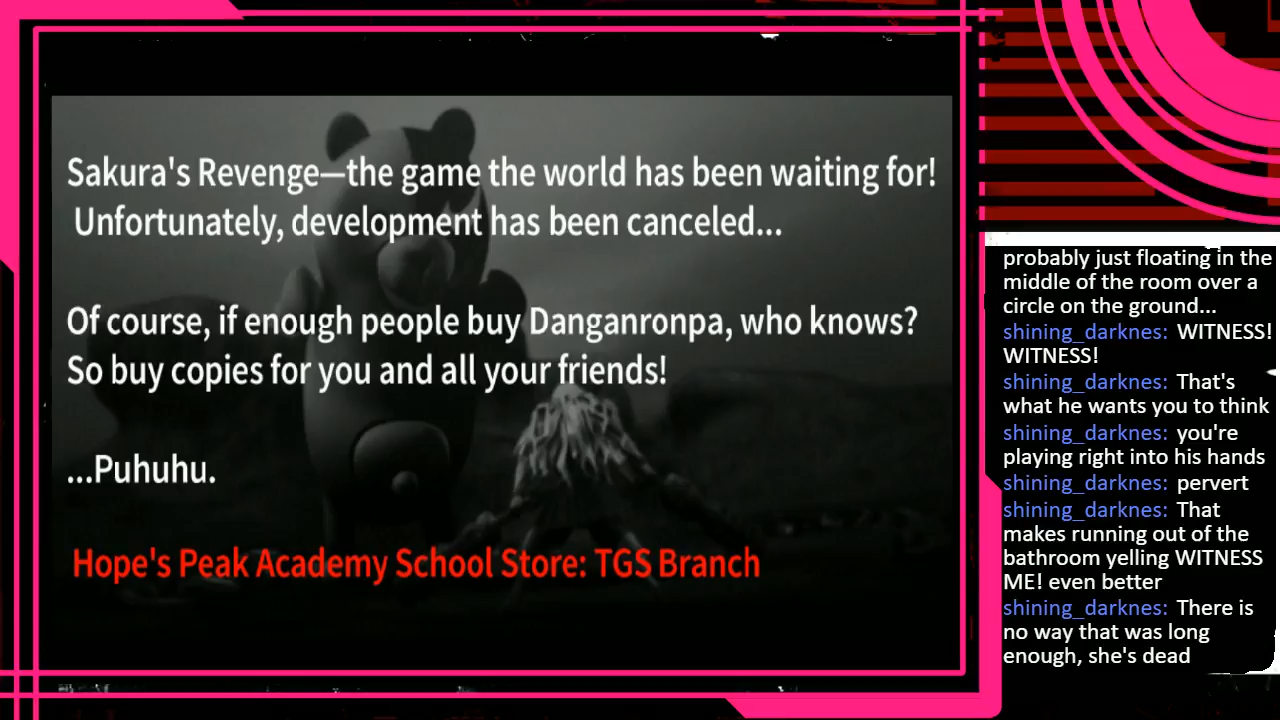 Sakura's Revenge—the game the world has been waiting for!
Unfortunately, development has been canceled...
Of course, if enough people buy Danganronpa, who knows?
So buy copies for you and all your friends!
...Puhuhu.
Hope's Peak Academy School Store: TGS Branch
probably just floating in the
middle of the room over a
circle on the ground...
shining_darknes: WITNESS!
WITNESS!
shining_darknes: That's
what he wants you to think
shining_darknes: you're
playing right into his hands
shining_darknes: pervert
shining_darknes: That
makes running out of the
bathroom yelling WITNESS
ME! even better
shining_darknes: There is
no way that was long
enough, she's dead